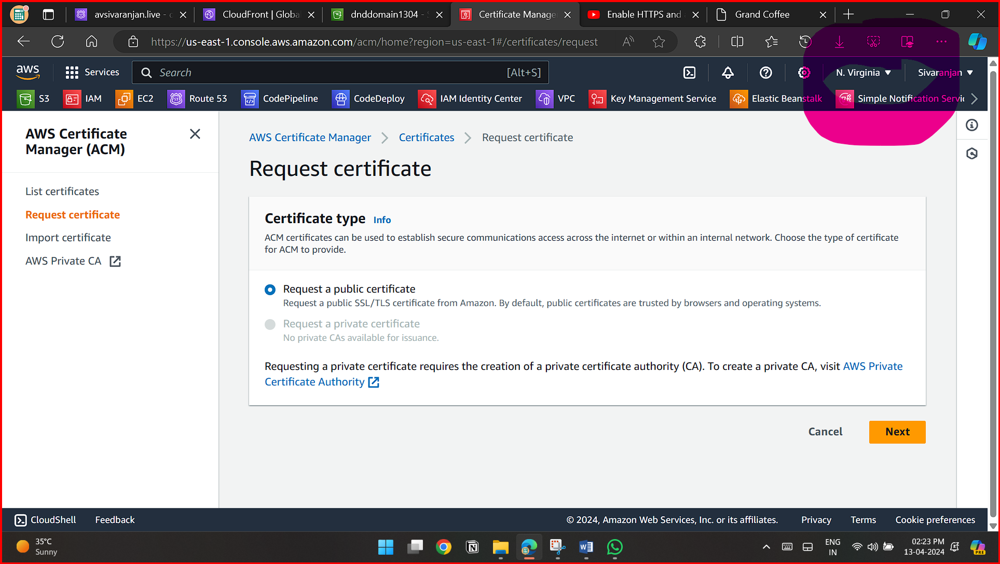 avsivaranjan.live - c
CloudFront | Globa
dnddomain1304 - S
Certificate Manage
Enable HTTPS and
Grand Coffee
https://us-east-1.console.aws.amazon.com/acm/home?region=us-east-1#/certificates/request
aws
Services
Search
[Alt+S]
N. Virginia
Sivaranjan
S3
IAM
EC2
Route 53
CodePipeline
CodeDeploy
IAM Identity Center
VPC
Key Management Service
Elastic Beanstalk
Simple Notification Servic
AWS Certificate
Manager (ACM)
List certificates
Request certificate
Import certificate
AWS Private CA
AWS Certificate Manager
Certificates
Request certificate
Request certificate
Certificate type Info
ACM certificates can be used to establish secure communications access across the internet or within an internal network. Choose the type of certificate
for ACM to provide.
Request a public certificate
Request a public SSL/TLS certificate from Amazon. By default, public certificates are trusted by browsers and operating systems.
Request a private certificate
No private CAs available for issuance.
Requesting a private certificate requires the creation of a private certificate authority (CA). To create a private CA, visit AWS Private
Certificate Authority
Cancel
Next
CloudShell
Feedback
© 2024, Amazon Web Services, Inc. or its affiliates.
Privacy
Terms
Cookie preferences
35°C
Sunny
ENG
IN
02:23 PM
13-04-2024
PRE